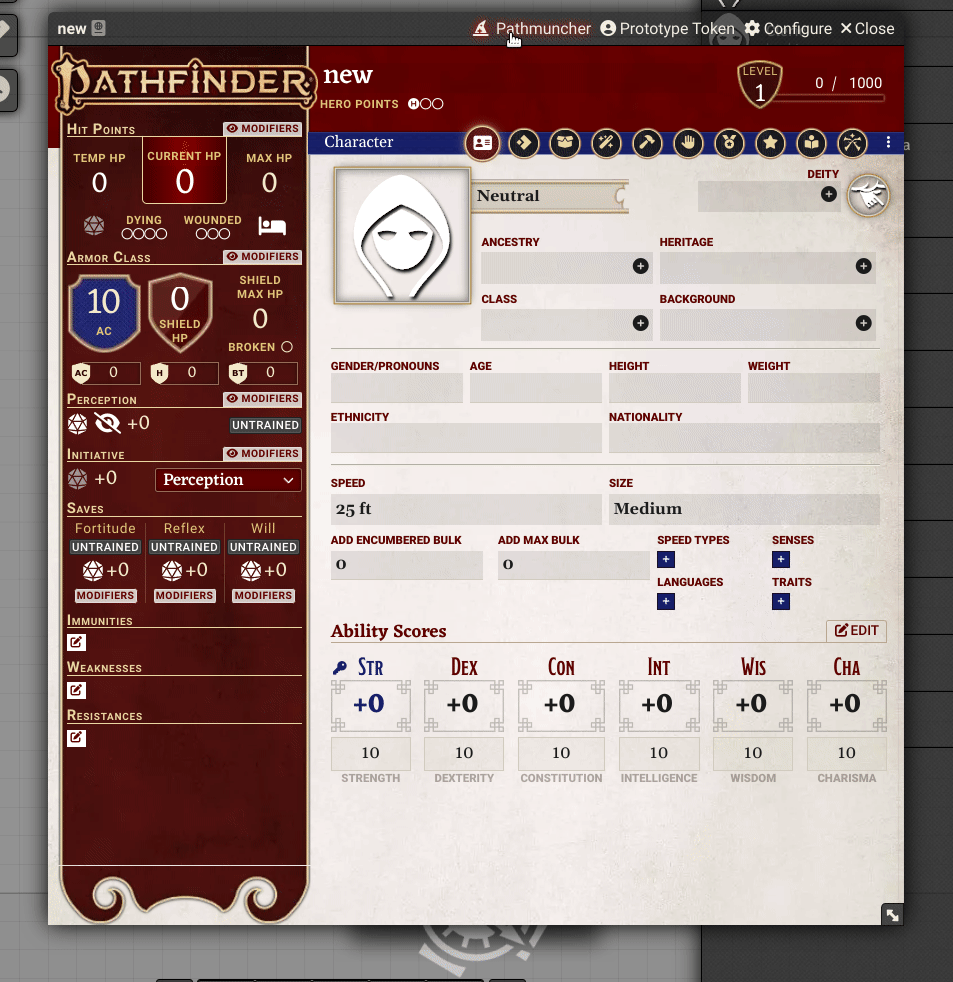 new
Pathmuncher
Prototype Token
Configure
Close
PATHFINDER
new
LEVEL
1
0 / 1000
HERO POINTS
H
Character
HIT POINTS
MODIFIERS
TEMP HP
CURRENT HP
MAX HP
0
0
0
DYING
WOUNDED
ARMOR CLASS
MODIFIERS
10
AC
0
SHIELD
HP
SHIELD
MAX HP
0
BROKEN
AC
0
H
0
BT
0
PERCEPTION
MODIFIERS
+0
UNTRAINED
INITIATIVE
MODIFIERS
+0
Perception
SAVES
Fortitude
Reflex
Will
UNTRAINED
UNTRAINED
UNTRAINED
+0
+0
+0
MODIFIERS
MODIFIERS
MODIFIERS
IMMUNITIES
WEAKNESSES
RESISTANCES
Neutral
DEITY
ANCESTRY
HERITAGE
CLASS
BACKGROUND
GENDER/PRONOUNS
AGE
HEIGHT
WEIGHT
ETHNICITY
NATIONALITY
SPEED
SIZE
25 ft
Medium
ADD ENCUMBERED BULK
ADD MAX BULK
SPEED TYPES
SENSES
0
0
LANGUAGES
TRAITS
Ability Scores
EDIT
STR
DEX
CON
INT
WIS
CHA
+0
+0
+0
+0
+0
+0
10
10
10
10
10
10
STRENGTH
DEXTERITY
CONSTITUTION
INTELLIGENCE
WISDOM
CHARISMA